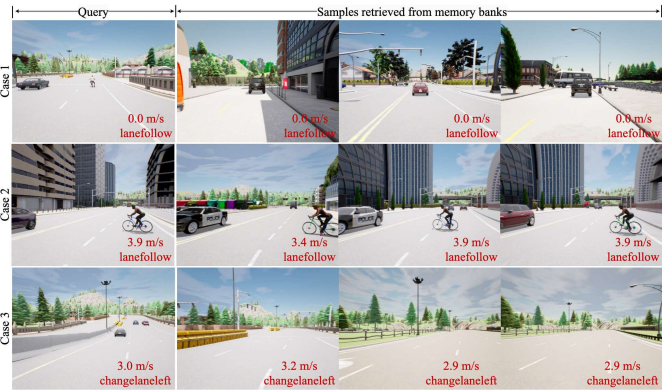 Query
Samples retrieved from memory banks
Case 1
0.0 m/s
lanefollow
0.0 m/s
lanefollow
0.0 m/s
lanefollow
0.0 m/s
lanefollow
Case 2
3.9 m/s
lanefollow
POLICE
3.4 m/s
lanefollow
POLICE
3.9 m/s
lanefollow
3.9 m/s
lanefollow
Case 3
3.0 m/s
changelaneleft
3.2 m/s
changelaneleft
2.9 m/s
changelaneleft
2.9 m/s
changelaneleft